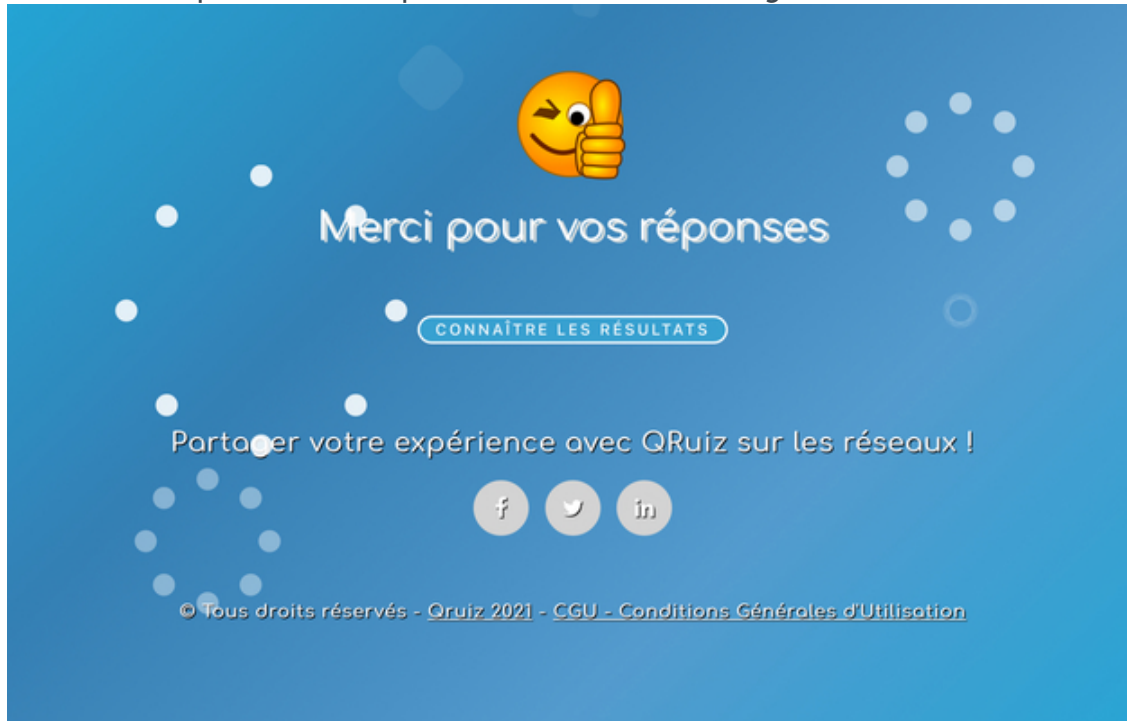 Merci pour vos réponses
CONNAÎTRE LES RÉSULTATS
Partager votre expérience avec QRuiz sur les réseaux !
f in
© Tous droits réservés - Qruiz 2021 - CGU - Conditions Générales d'Utilisation